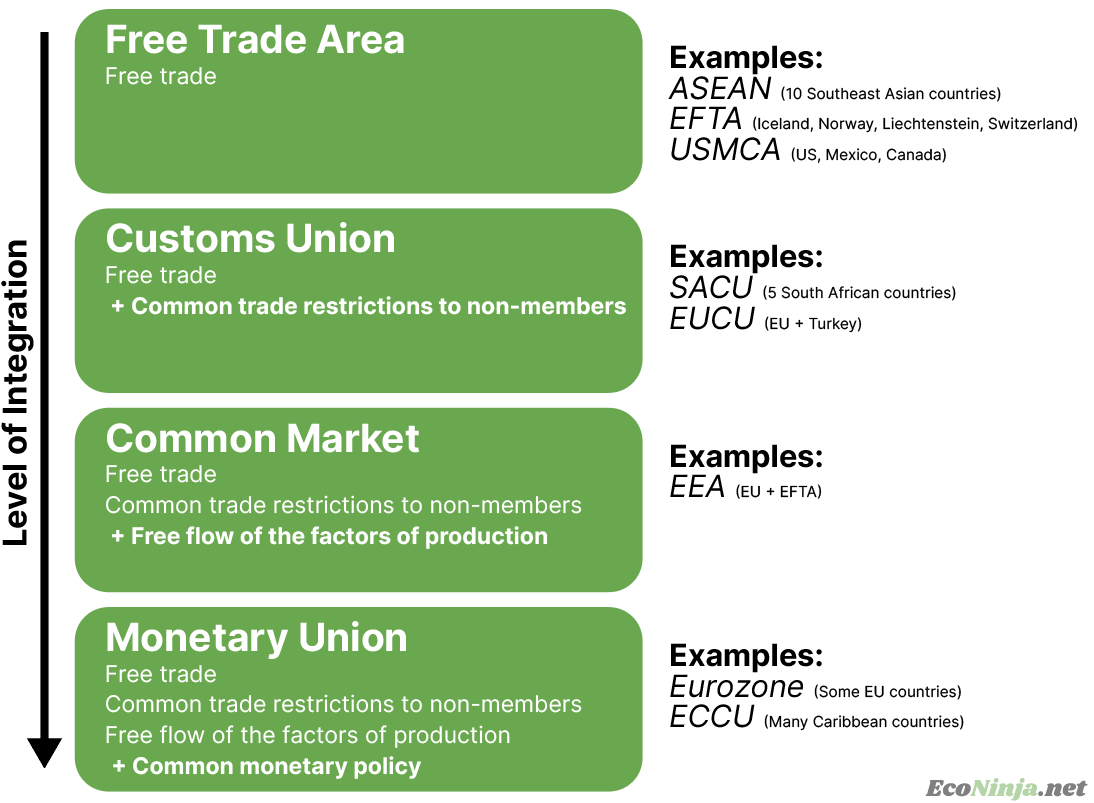 Level of Integration
Free Trade Area
Free trade
Examples:
ASEAN (10 Southeast Asian countries)
EFTA (Iceland, Norway, Liechtenstein, Switzerland)
USMCA (US, Mexico, Canada)
Customs Union
Free trade
+ Common trade restrictions to non-members
Examples:
SACU (5 South African countries)
EUCU (EU + Turkey)
Common Market
Free trade
Common trade restrictions to non-members
+ Free flow of the factors of production
Examples:
EEA (EU + EFTA)
Monetary Union
Free trade
Common trade restrictions to non-members
Free flow of the factors of production
+ Common monetary policy
Examples:
Eurozone (Some EU countries)
ECCU (Many Caribbean countries)
EcoNinja.net